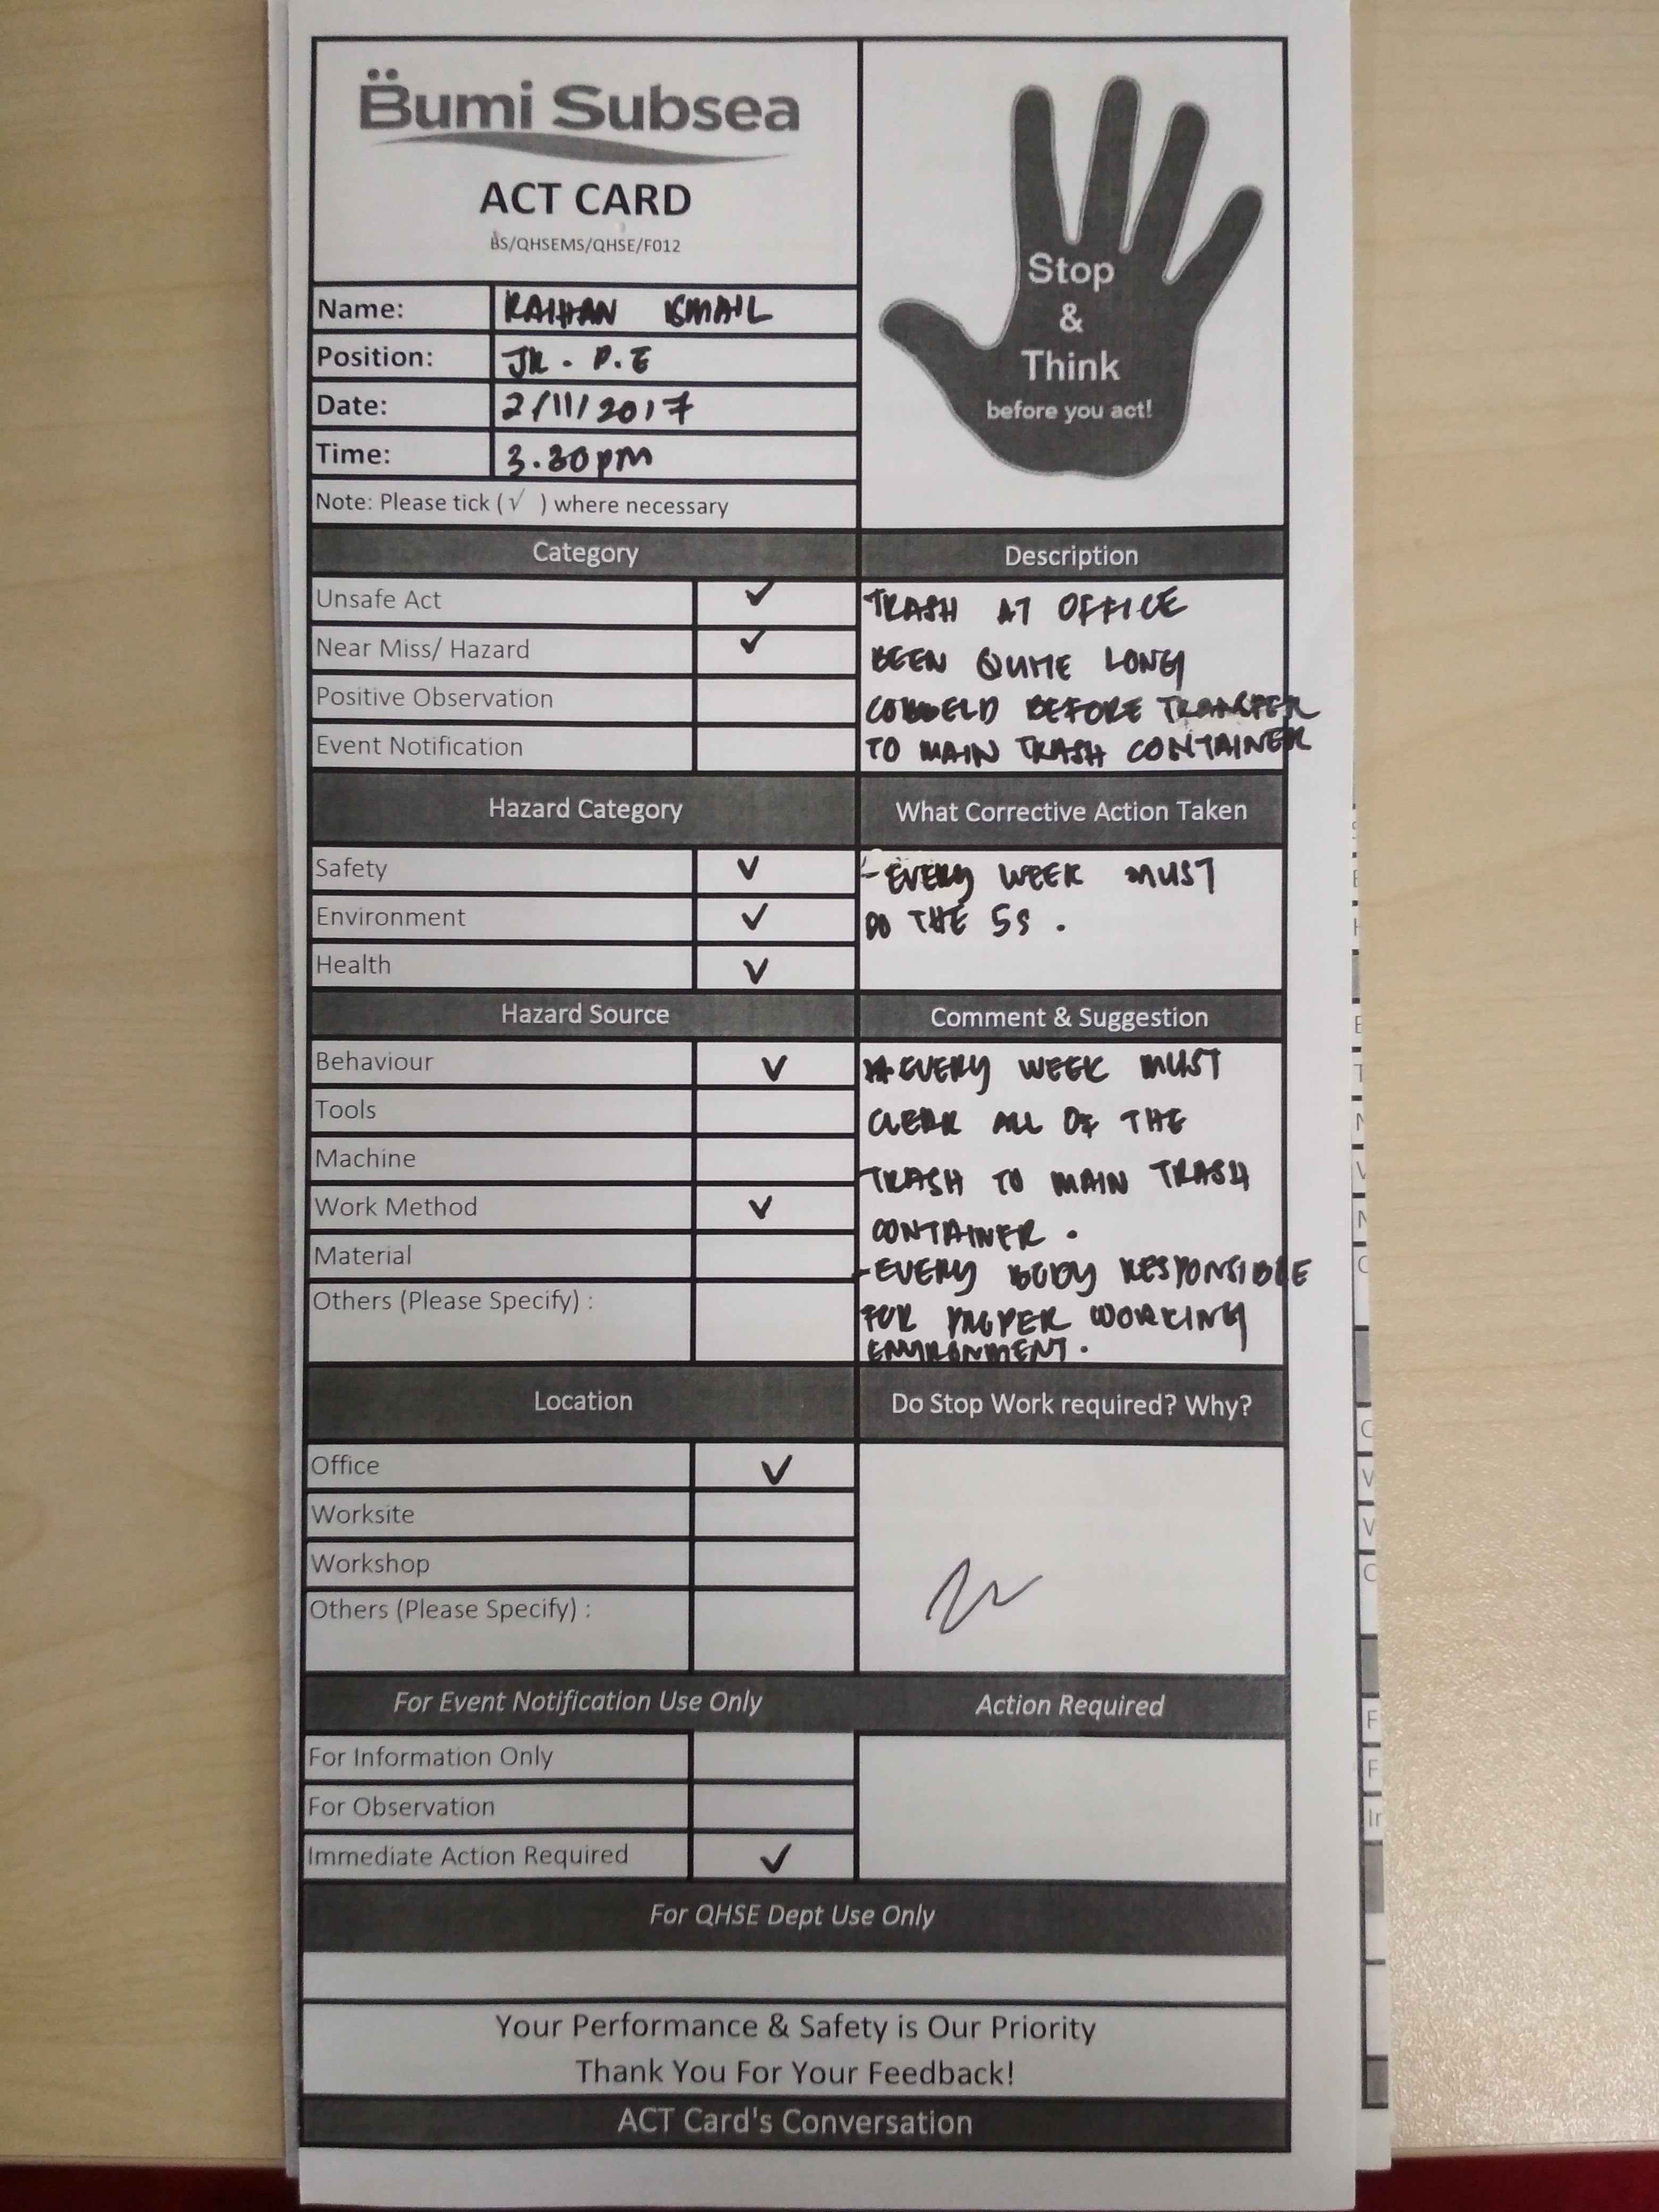 Bumi Subsea
ACT CARD
BS/QHSEMS/QHSE/F012
Stop
&
Think
before you act!
Name: RAIHAN ISMAIL
Position: JR. P.E
Date: 2/11/2017
Time: 3.30pm
Note: Please tick (√ ) where necessary
Category Description
Unsafe Act ✓ TRASH AT OFFICE
Near Miss/ Hazard ✓ BEEN QUITE LONG
Positive Observation BEFORE TRANSFER
Event Notification TO MAIN TRASH CONTAINER
Hazard Category What Corrective Action Taken
Safety ✓ - EVERY WEEK MUST
Environment ✓ DO THE 5S .
Health ✓
Hazard Source Comment & Suggestion
Behaviour ✓ EVERY WEEK MUST
Tools CLEAR ALL OF THE
Machine TRASH TO MAIN TRASH
Work Method ✓ CONTAINER .
Material - EVERY BODY RESPONSIBLE
Others (Please Specify) : FOR PROPER WORKING
ENVIRONMENT .
Location Do Stop Work required? Why?
Office ✓
Worksite
Workshop
Others (Please Specify) :
For Event Notification Use Only Action Required
For Information Only
For Observation
Immediate Action Required ✓
For QHSE Dept Use Only
Your Performance & Safety is Our Priority
Thank You For Your Feedback!
ACT Card's Conversation